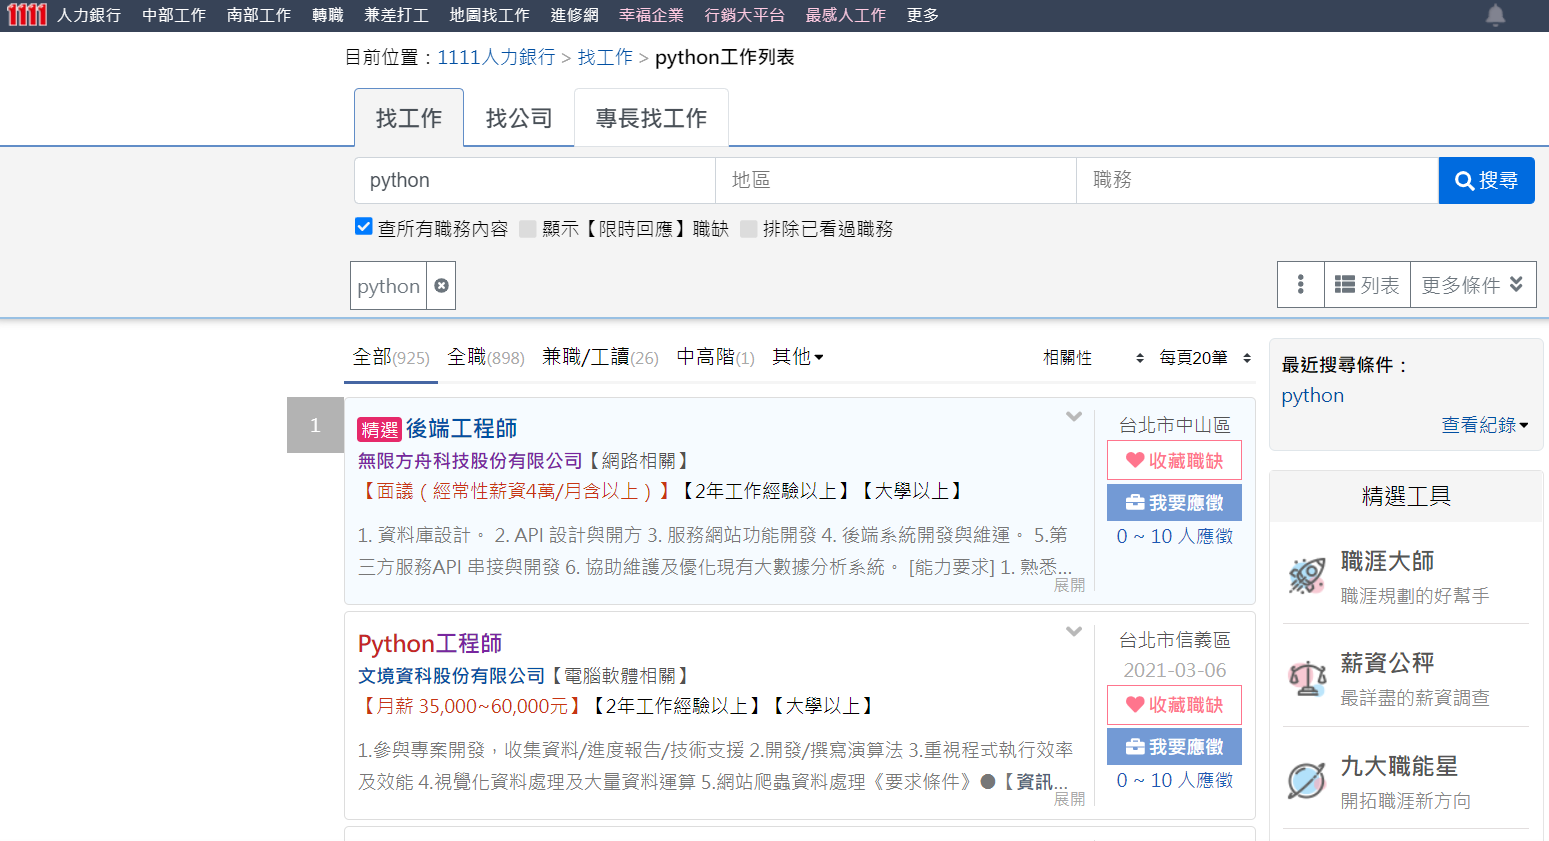 1111 人力銀行 中部工作 南部工作 轉職 兼差打工 地圖找工作 進修網 幸福企業 行銷大平台 最感人工作 更多
目前位置：1111人力銀行 > 找工作 > python工作列表
找工作 找公司 專長找工作
python 地區 職務 搜尋
查所有職務內容 顯示【限時回應】職缺 排除已看過職務
python 列表 更多條件
全部(925) 全職(898) 兼職/工讀(26) 中高階(1) 其他 相關性 每頁20筆
1
精選 後端工程師
無限方舟科技股份有限公司【網路相關】
【面議（經常性薪資4萬/月含以上）】【2年工作經驗以上】【大學以上】
1. 資料庫設計。 2. API 設計與開方 3. 服務網站功能開發 4. 後端系統開發與維運。 5.第
三方服務API 串接與開發 6. 協助維護及優化現有大數據分析系統。 [能力要求] 1. 熟悉...
展開
台北市中山區
收藏職缺
我要應徵
0 ~ 10 人應徵
Python工程師
文境資科股份有限公司【電腦軟體相關】
【月薪 35,000~60,000元】【2年工作經驗以上】【大學以上】
1.參與專案開發，收集資料/進度報告/技術支援 2.開發/撰寫演算法 3.重視程式執行效率
及效能 4.視覺化資料處理及大量資料運算 5.網站爬蟲資料處理《要求條件》●【資訊...
展開
台北市信義區
2021-03-06
收藏職缺
我要應徵
0 ~ 10 人應徵
最近搜尋條件：
python
查看紀錄
精選工具
職涯大師
職涯規劃的好幫手
薪資公秤
最詳盡的薪資調查
九大職能星
開拓職涯新方向